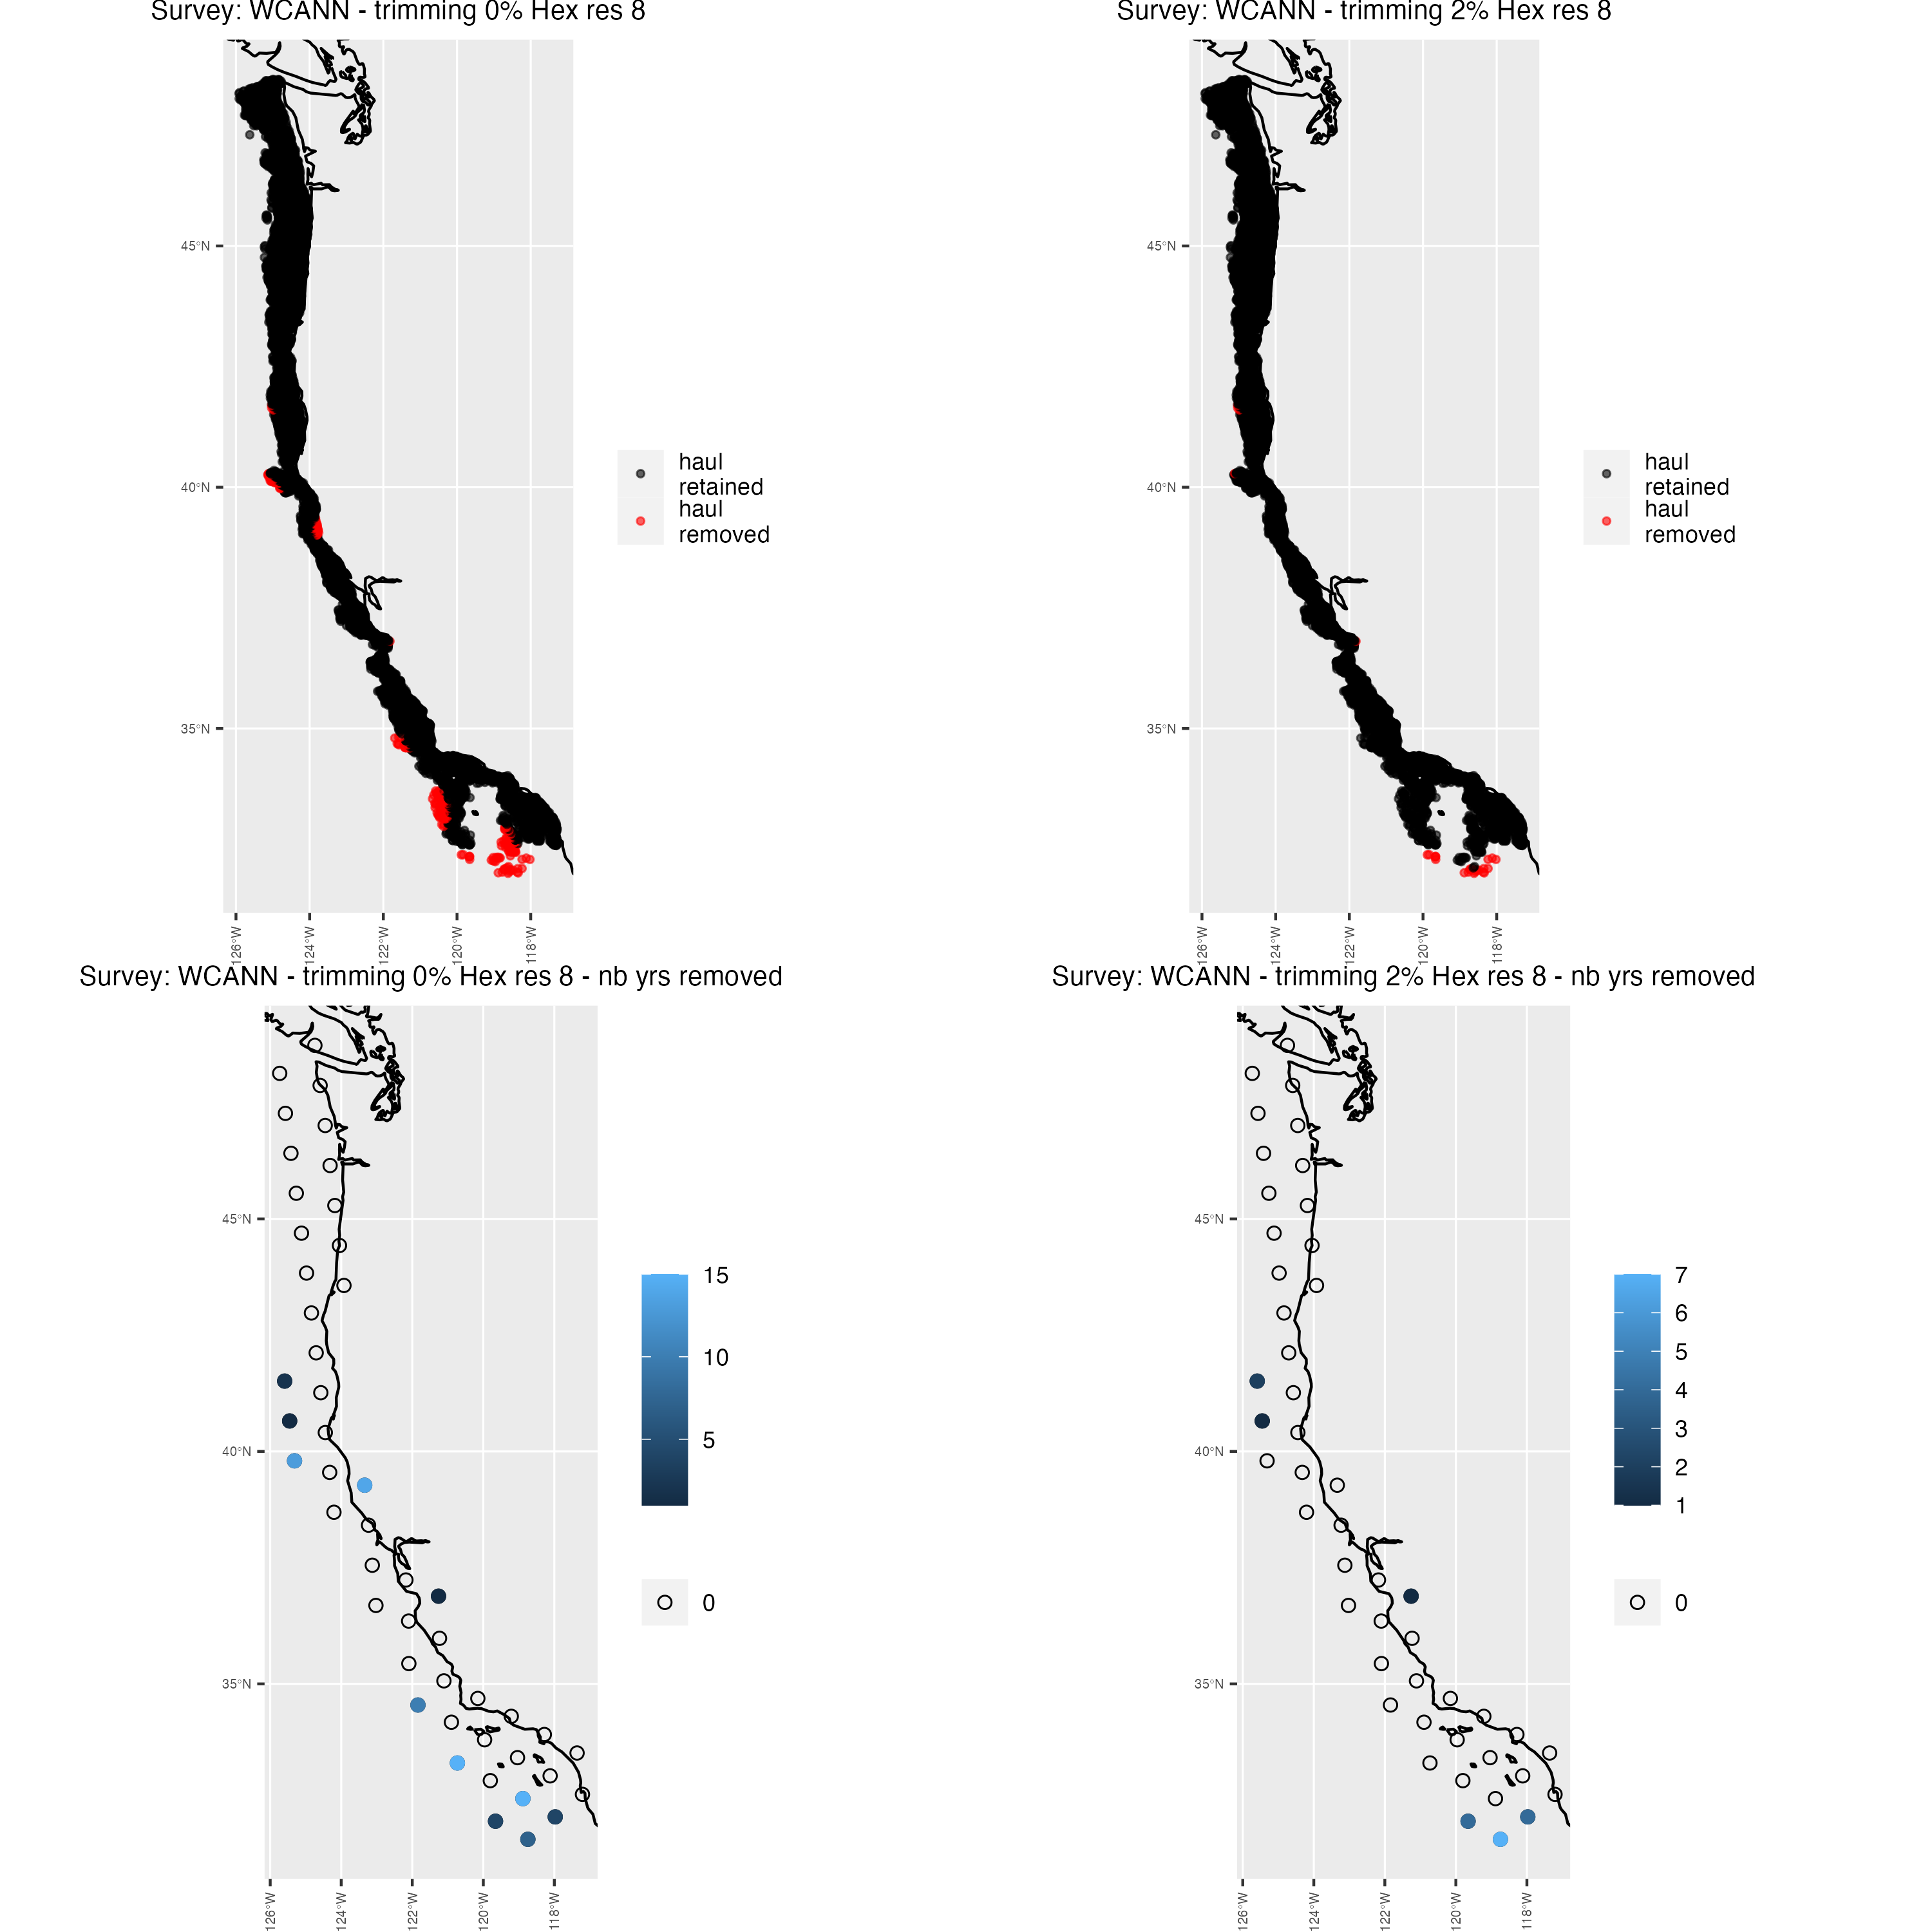 Survey: WCANN - trimming 0% Hex res 8
45°N
40°N
35°N
126°W
124°W
122°W
120°W
118°W
haul
retained
haul
removed
Survey: WCANN - trimming 2% Hex res 8
45°N
40°N
35°N
126°W
124°W
122°W
120°W
118°W
haul
retained
haul
removed
Survey: WCANN - trimming 0% Hex res 8 - nb yrs removed
45°N
40°N
35°N
126°W
124°W
122°W
120°W
118°W
15
10
5
0
Survey: WCANN - trimming 2% Hex res 8 - nb yrs removed
45°N
40°N
35°N
126°W
124°W
122°W
120°W
118°W
7
6
5
4
3
2
1
0